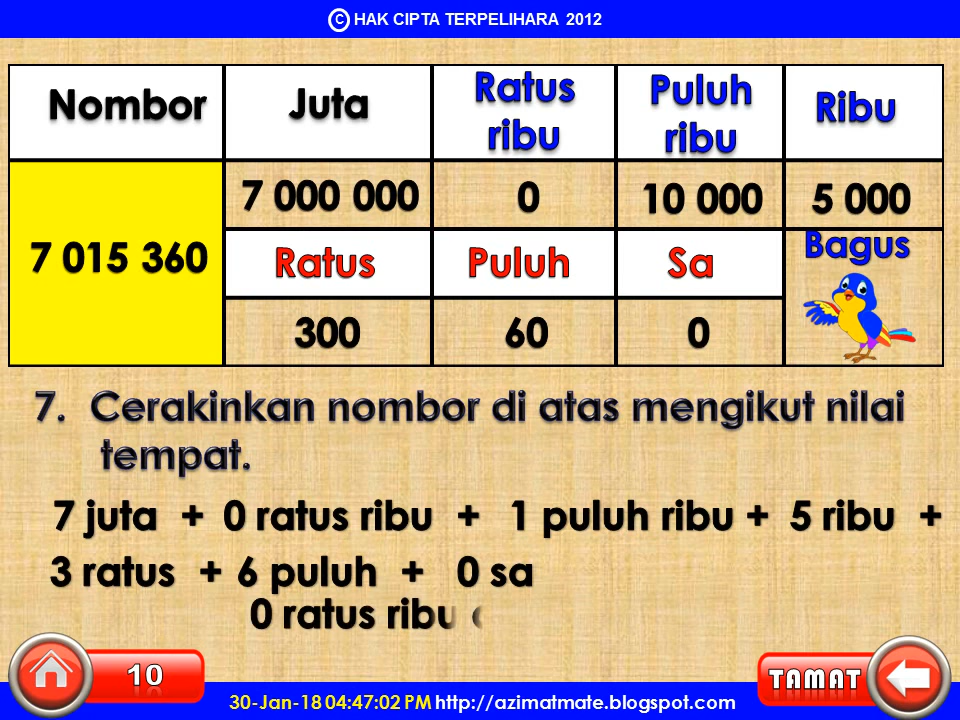 C HAK CIPTA TERPELIHARA 2012
Nombor Juta Ratus ribu Puluh ribu Ribu
7 015 360
7 000 000 0 10 000 5 000
Ratus Puluh Sa Bagus
300 60 0
7. Cerakinkan nombor di atas mengikut nilai
tempat.
7 juta + 0 ratus ribu + 1 puluh ribu + 5 ribu +
3 ratus + 6 puluh + 0 sa
0 ratus ribu
10 TAMAT
30-Jan-18 04:47:02 PM http://azimatmate.blogspot.com